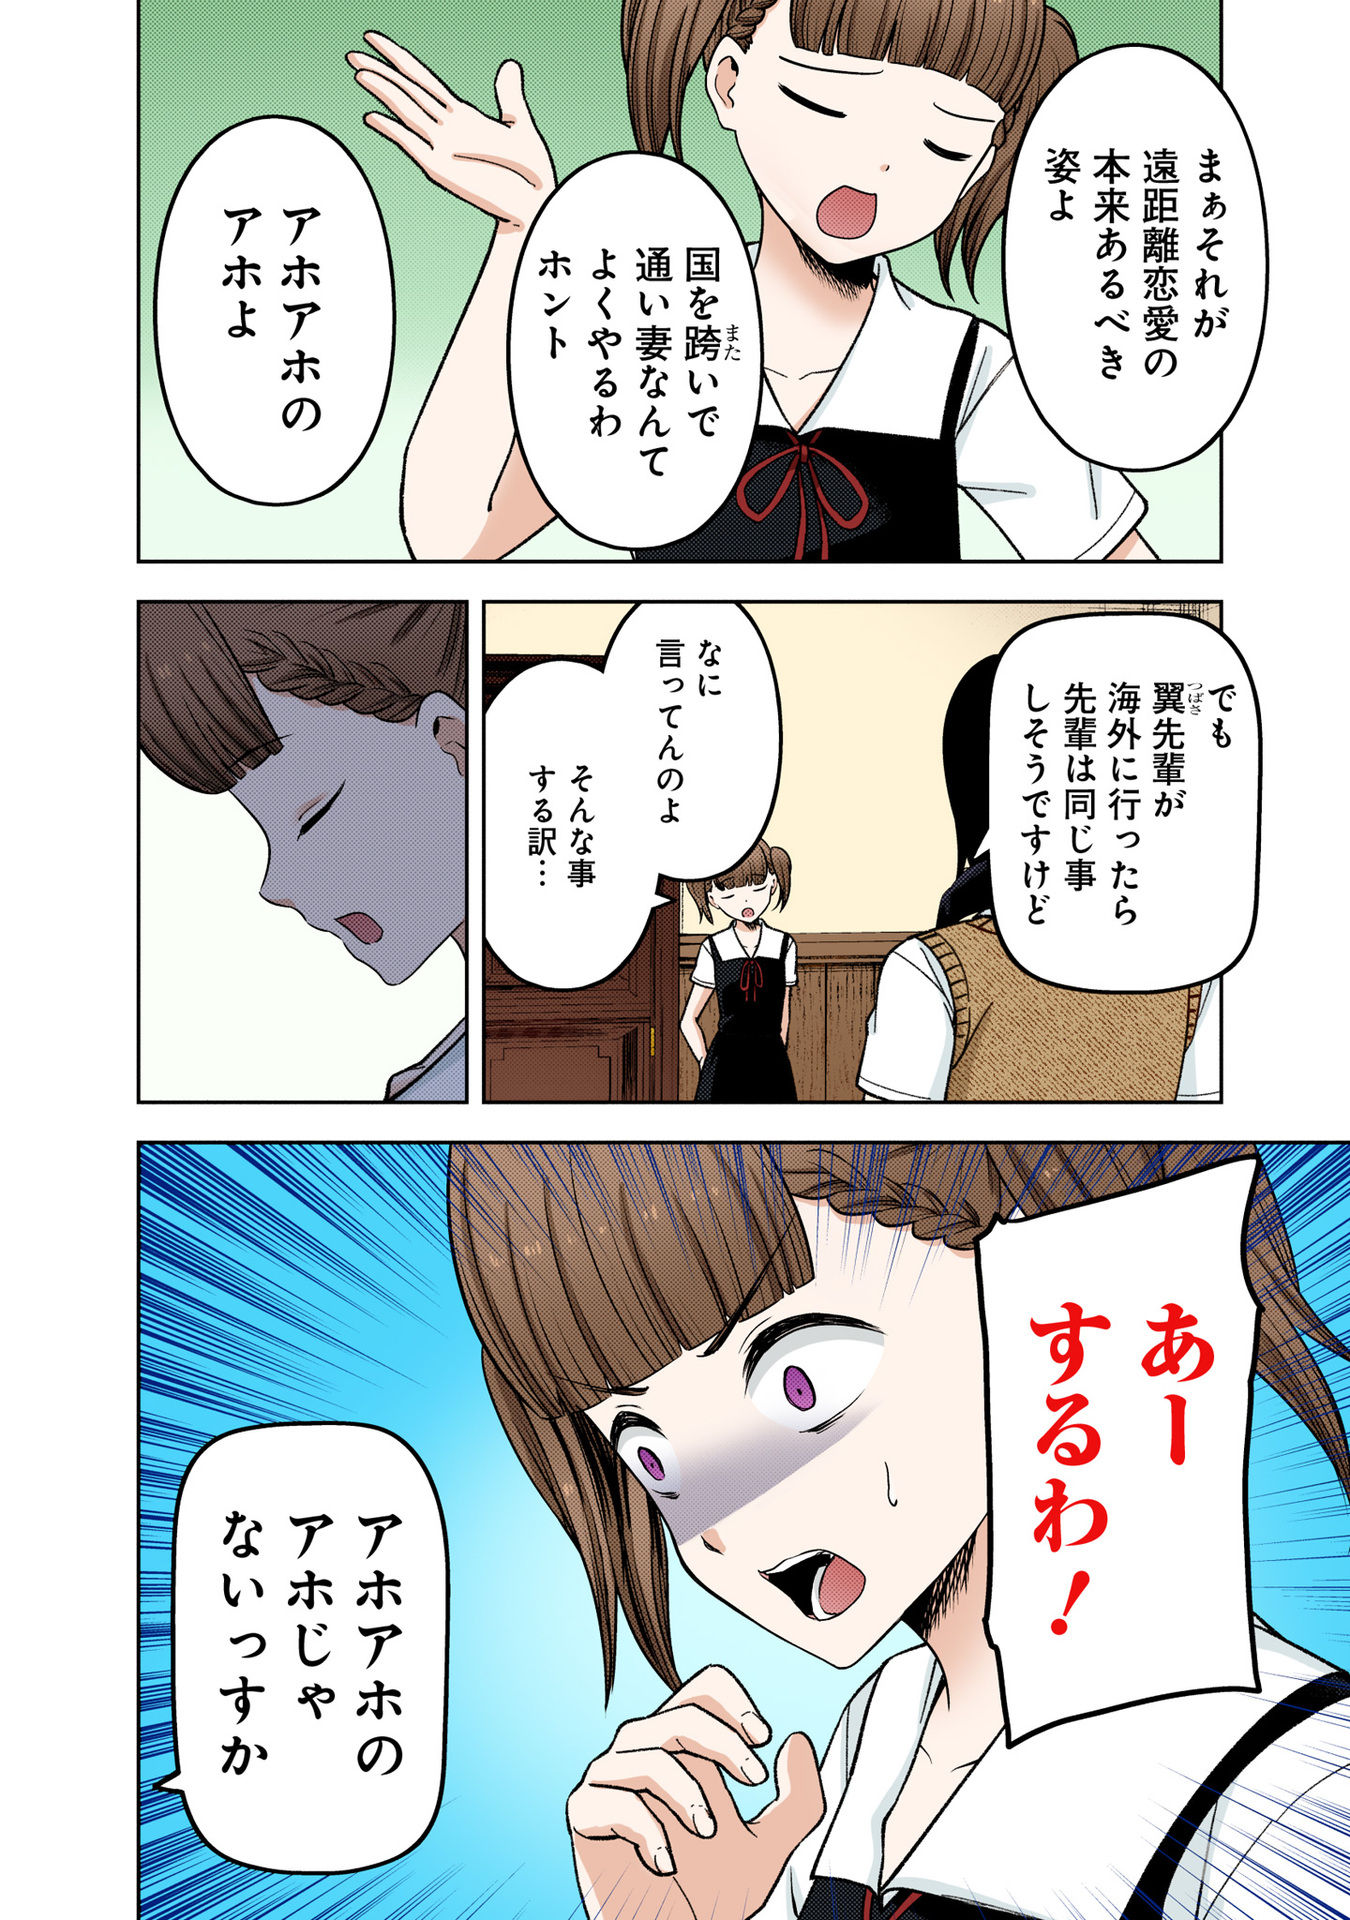 まぁそれが
遠距離恋愛の
本来あるべき
姿よ
国を跨いで
また
通い妻なんて
よくやるわ
ホント
アホアホの
アホよ
でも
翼先輩が
つばさ
海外に行ったら
先輩は同じ事
しそうですけど
なに
言ってんのよ
そんな事
する訳…
あー
するわ!
アホアホの
アホじゃ
ないっすか